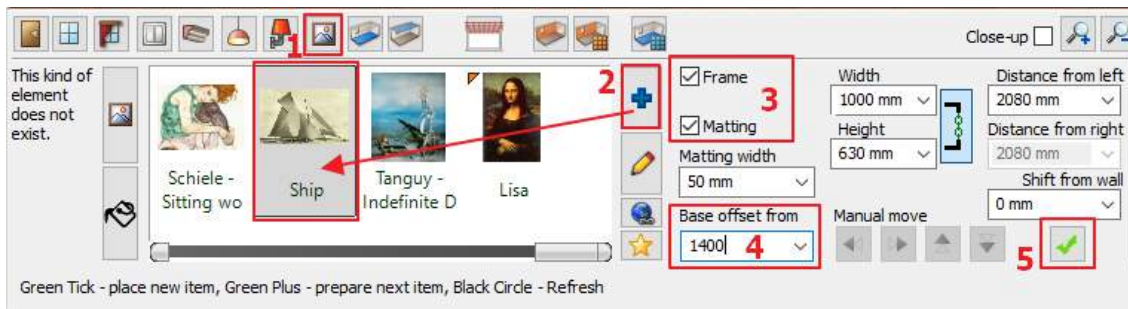 1
Close-up
This kind of
element
does not
exist.
Schiele -
Sitting wo
Ship
Tanguy -
Indefinite D
Lisa
2
Frame
Matting
3
Matting width
50 mm
Base offset from
1400
4
Width
1000 mm
Height
630 mm
Distance from left
2080 mm
Distance from right
2080 mm
Shift from wall
0 mm
Manual move
5
Green Tick - place new item, Green Plus - prepare next item, Black Circle - Refresh